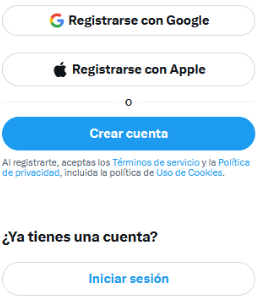 Registrarse con Google
Registrarse con Apple
o
Crear cuenta
Al registrarte, aceptas los Términos de servicio y la Política
de privacidad, incluida la política de Uso de Cookies.
¿Ya tienes una cuenta?
Iniciar sesión